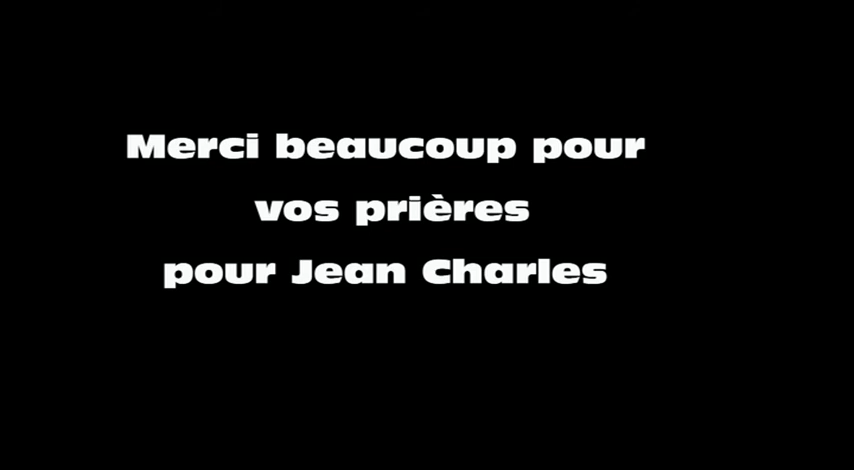 Merci beaucoup pour
vos prières
pour Jean Charles